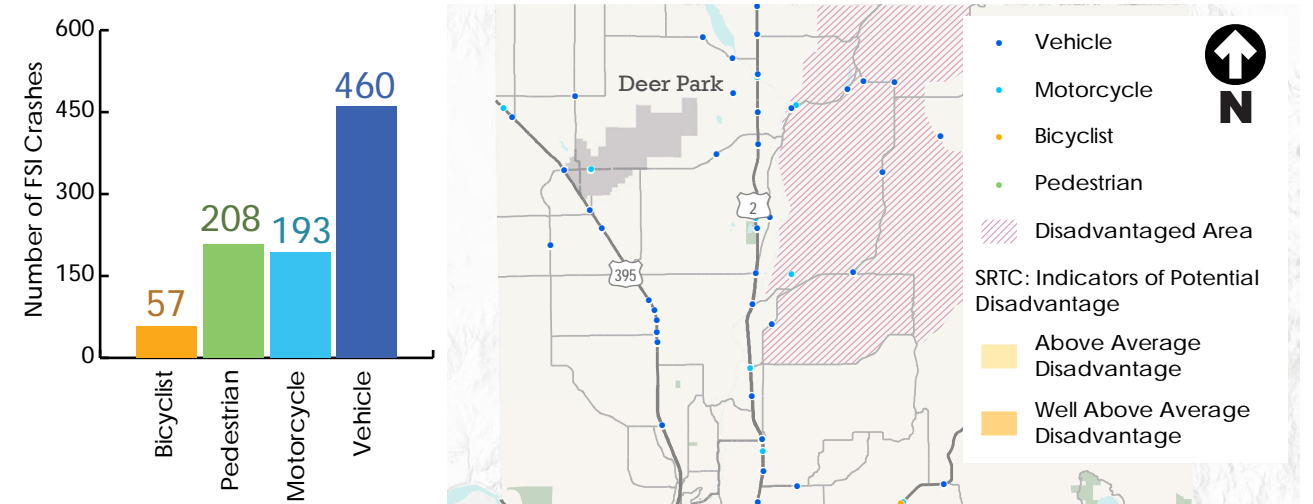 Number of FSI Crashes
600
450
300
150
0
57
208
193
460
Bicyclist
Pedestrian
Motorcycle
Vehicle
Deer Park
2
395
Vehicle
Motorcycle
Bicyclist
Pedestrian
Disadvantaged Area
SRTC: Indicators of Potential
Disadvantage
Above Average
Disadvantage
Well Above Average
Disadvantage
N